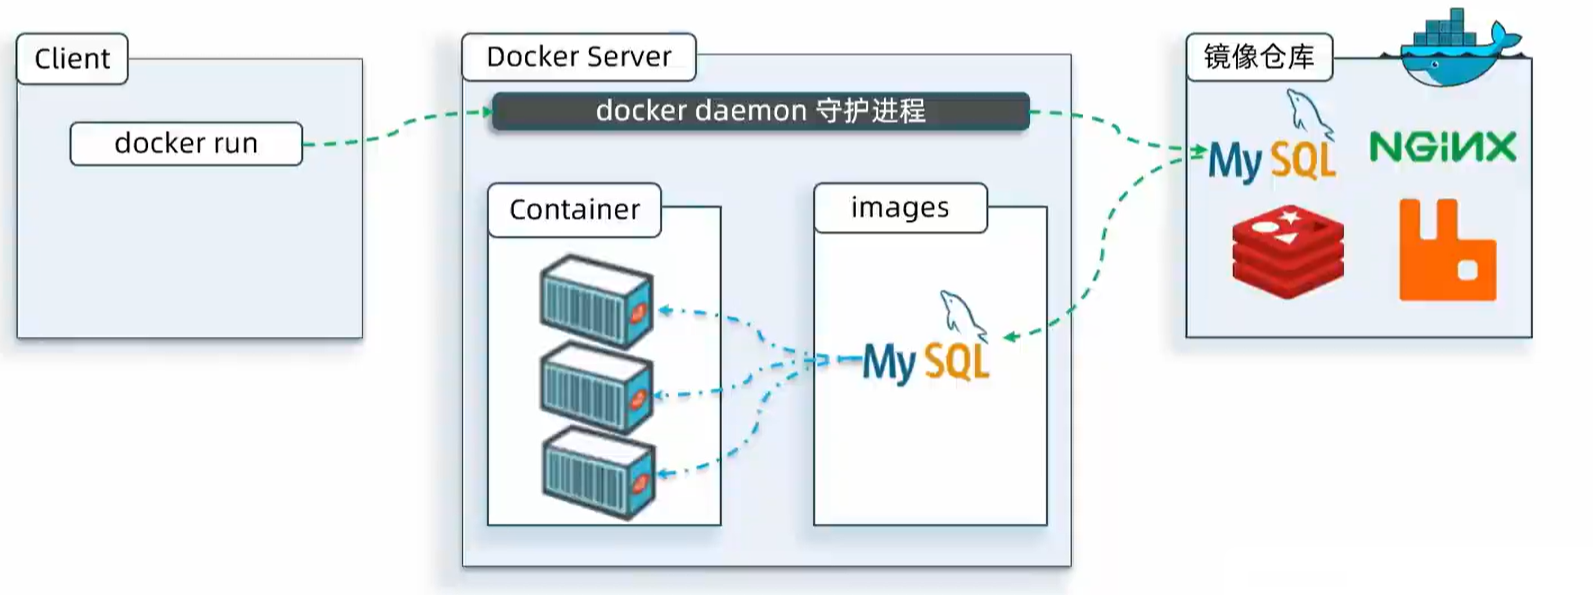 Client
docker run
Docker Server
docker daemon 守护进程
Container
images
MySQL
镜像仓库
MySQL
NGiNX